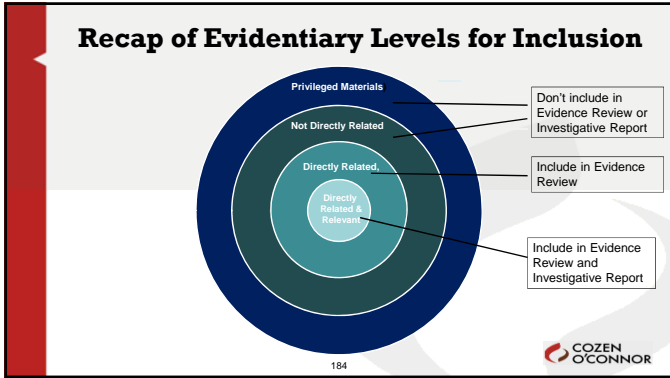 Recap of Evidentiary Levels for Inclusion
Privileged Materials
Not Directly Related
Directly Related,
Directly
Related &
Relevant
Don't include in
Evidence Review or
Investigative Report
Include in Evidence
Review
Include in Evidence
Review and
Investigative Report
184
COZEN
O'CONNOR